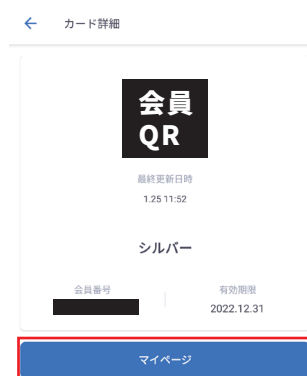 カード詳細
会員
QR
最終更新日時
1.25 11:52
シルバー
会員番号
有効期限
2022.12.31
マイページ